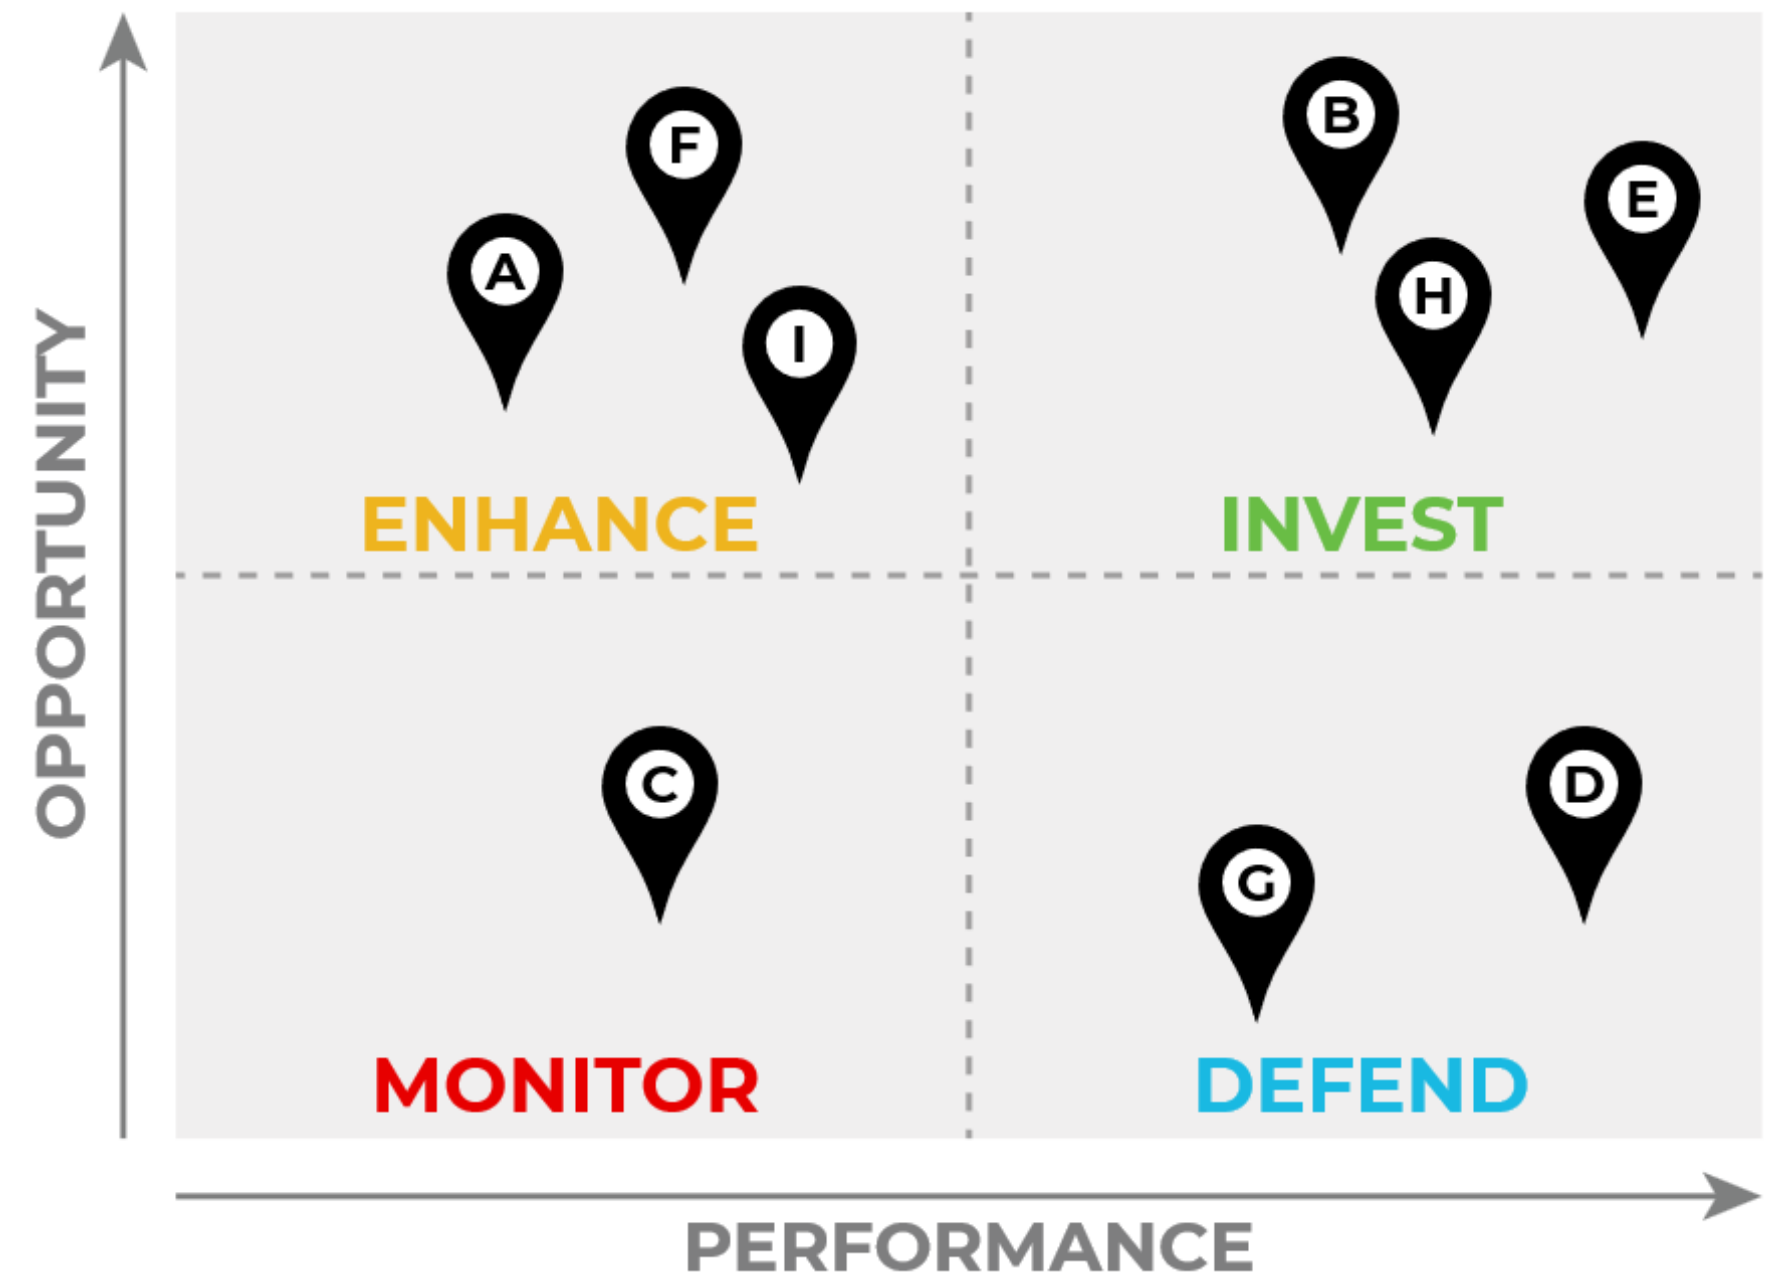 OPPORTUNITY
B
F
E
A
H
I
ENHANCE
INVEST
C
D
G
MONITOR
DEFEND
PERFORMANCE